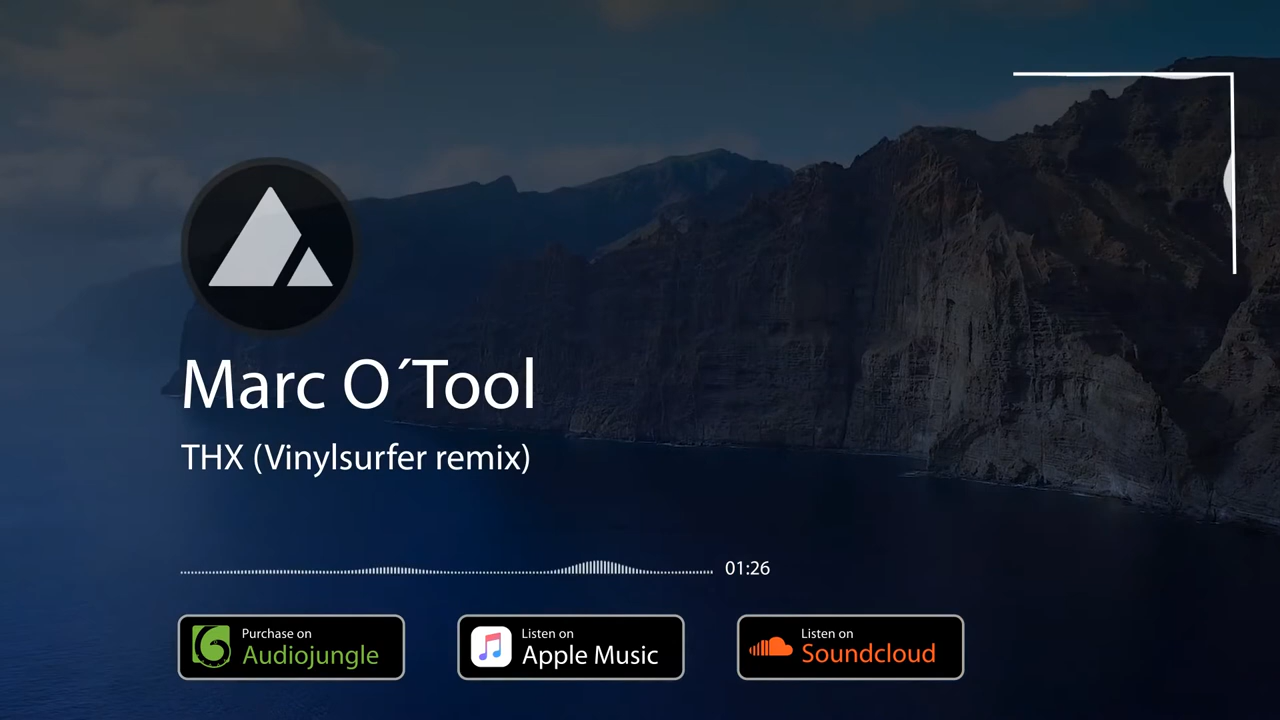 Marc O´Tool
THX (Vinylsurfer remix)
01:26
Purchase on
Audiojungle
Listen on
Apple Music
Listen on
Soundcloud